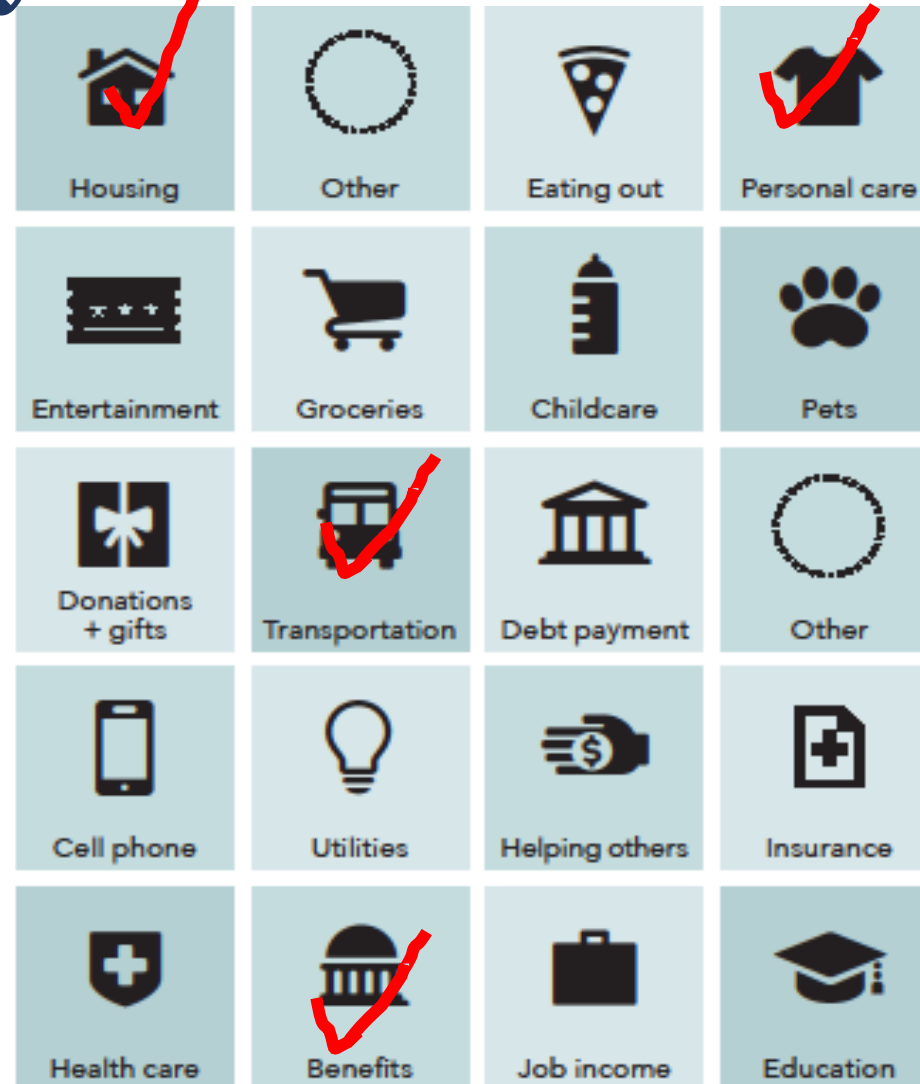 Housing
Other
Eating out
Personal care
Entertainment
Groceries
Childcare
Pets
Donations
+ gifts
Transportation
Debt payment
Other
Cell phone
Utilities
Helping others
$
Insurance
Health care
Benefits
Job income
Education